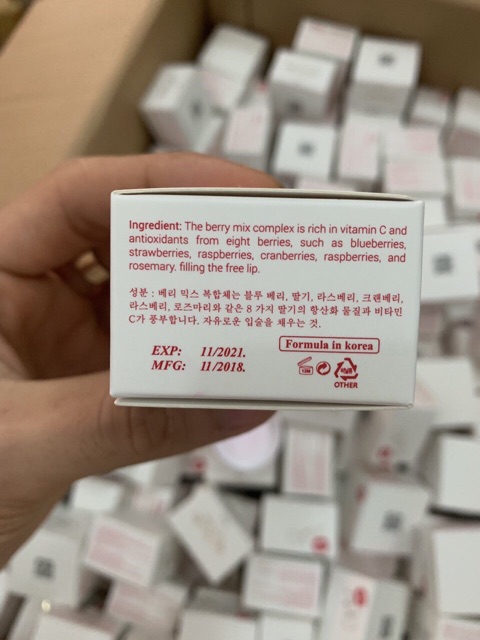 Ingredient: The berry mix complex is rich in vitamin C and
antioxidants from eight berries, such as blueberries,
strawberries, raspberries, cranberries, raspberries, and
rosemary. filling the free lip.
성분 : 베리 믹스 복합체는 블루 베리, 딸기, 라스베리, 크랜베리,
라스베리, 로즈마리와 같은 8 가지 딸기의 항산화 물질과 비타민
C가 풍부합니다. 자유로운 입술을 채우는 것.
EXP: 11/2021.
MFG: 11/2018.
Formula in korea
OTHER